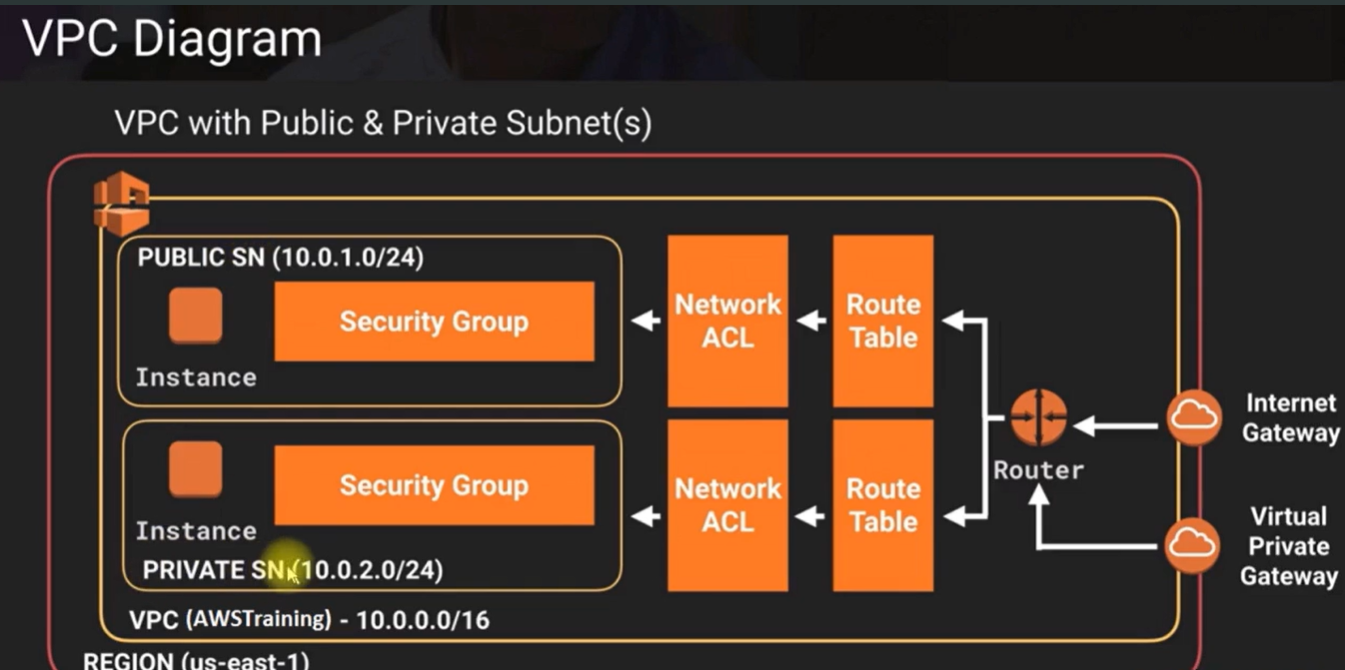 VPC Diagram
VPC with Public & Private Subnet(s)
PUBLIC SN (10.0.1.0/24)
Security Group
Instance
Network
ACL
Route
Table
Instance
Security Group
PRIVATE SN (10.0.2.0/24)
Network
ACL
Route
Table
Router
Internet
Gateway
Virtual
Private
Gateway
VPC (AWSTraining) - 10.0.0.0/16
REGION (us-east-1)